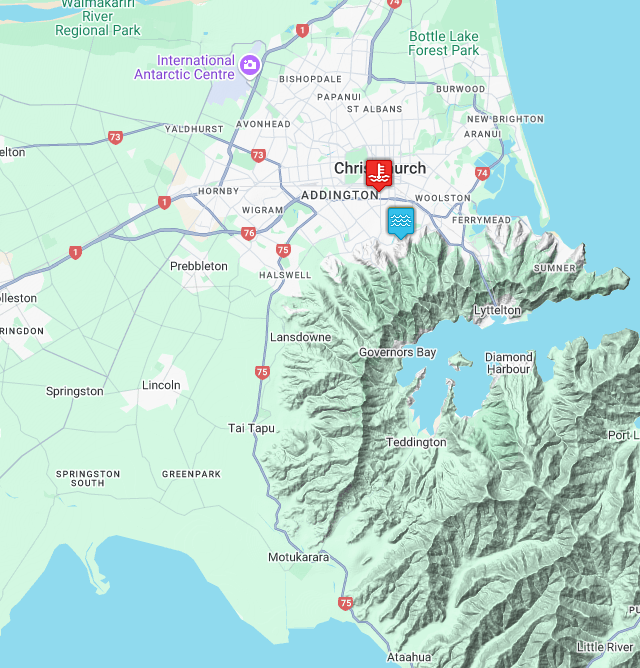 Waimakariri
River
Regional Park
74
1
Bottle Lake
Forest Park
International
Antarctic Centre
BISHOPDALE
BURWOOD
PAPANUI
ST ALBANS
NEW BRIGHTON
AVONHEAD
YALDHURST
ARANUI
73
elton
73
Chris church
74
HORNBY
ADDINGTON
WOOLSTON
1
WIGRAM
FERRYMEAD
76
1
75
Prebbleton
SUMNER
HALSWELL
olleston
Lyttelton
RINGDON
Lansdowne
Governors Bay
Diamond
Harbour
75
Lincoln
Springston
Tai Tapu
Port L
Teddington
SPRINGSTON
SOUTH
GREENPARK
Motukarara
75
PU
Little River
Ataahua